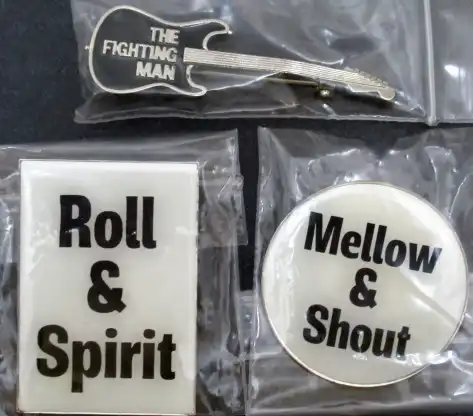 THE
FIGHTING
MAN
Roll
&
Spirit
Mellow
&
Shout